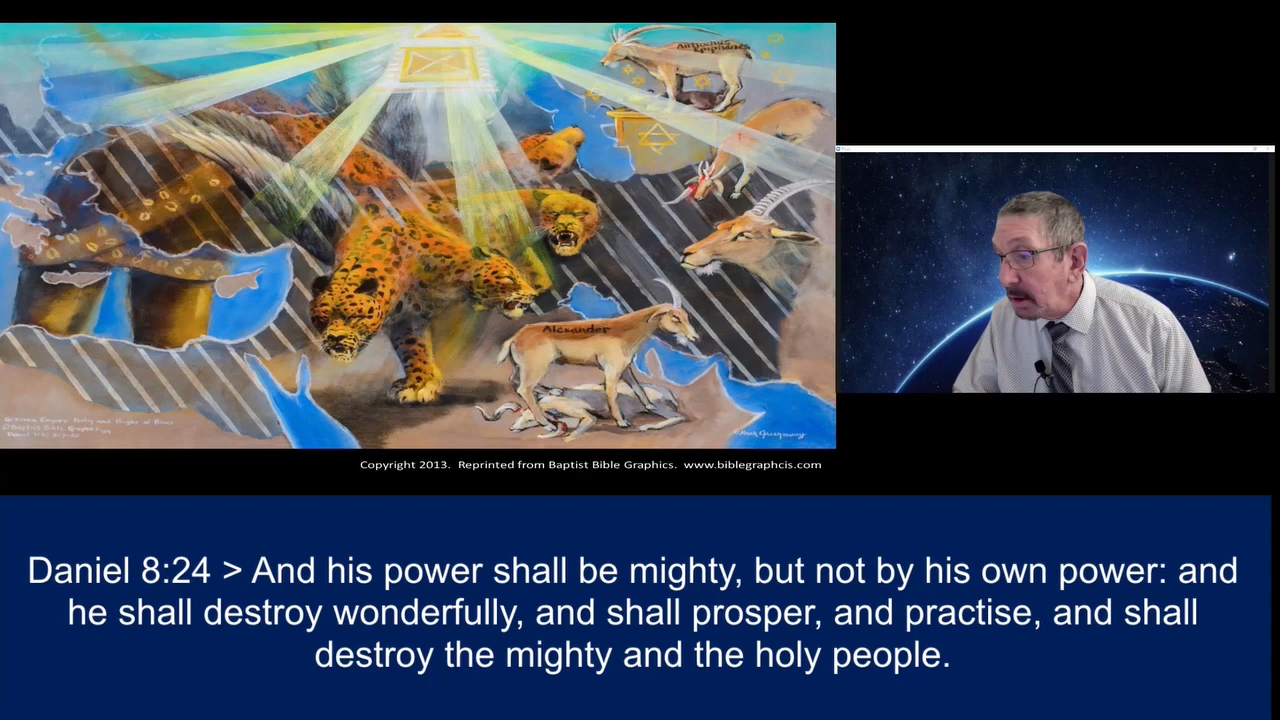 Antiochus
Epiphanes
Alexander
Copyright 2013. Reprinted from Baptist Bible Graphics. www.biblegraphcis.com
Daniel 8:24 > And his power shall be mighty, but not by his own power: and
he shall destroy wonderfully, and shall prosper, and practise, and shall
destroy the mighty and the holy people.